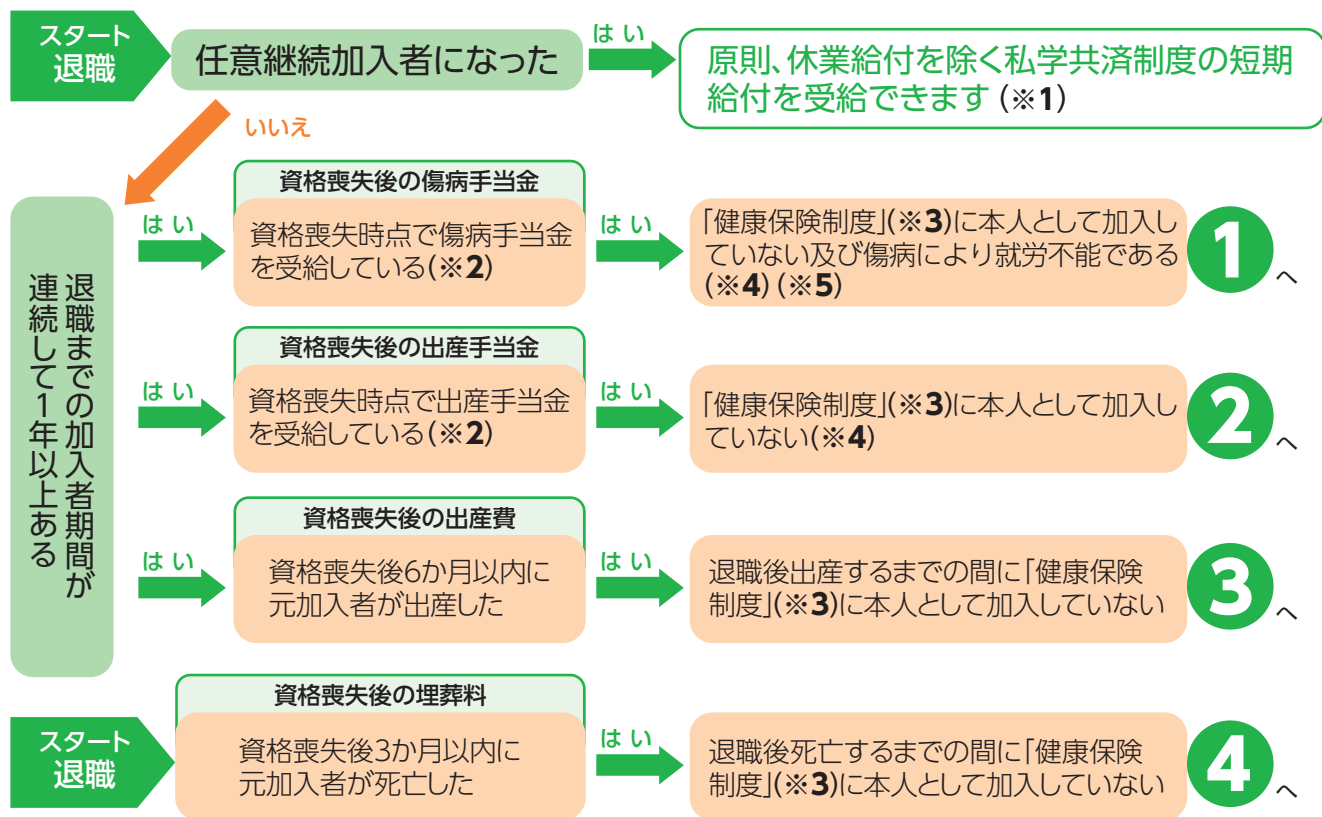 スタート
退職
任意継続加入者になった
はい
原則、休業給付を除く私学共済制度の短期
給付を受給できます(※1)
いいえ
退職までの加入者期間が
連続して1年以上ある
はい
資格喪失後の傷病手当金
資格喪失時点で傷病手当金
を受給している(※2)
はい
「健康保険制度」(※3)に本人として加入し
ていない及び傷病により就労不能である
(※4)(※5)
1へ
はい
資格喪失後の出産手当金
資格喪失時点で出産手当金
を受給している(※2)
はい
「健康保険制度」(※3)に本人として加入し
ていない(※4)
2へ
はい
資格喪失後の出産費
資格喪失後6か月以内に
元加入者が出産した
はい
退職後出産するまでの間に「健康保険
制度」(※3)に本人として加入していない
3へ
スタート
退職
資格喪失後の埋葬料
資格喪失後3か月以内に
元加入者が死亡した
はい
退職後死亡するまでの間に「健康保険
制度」(※3)に本人として加入していない
4へ